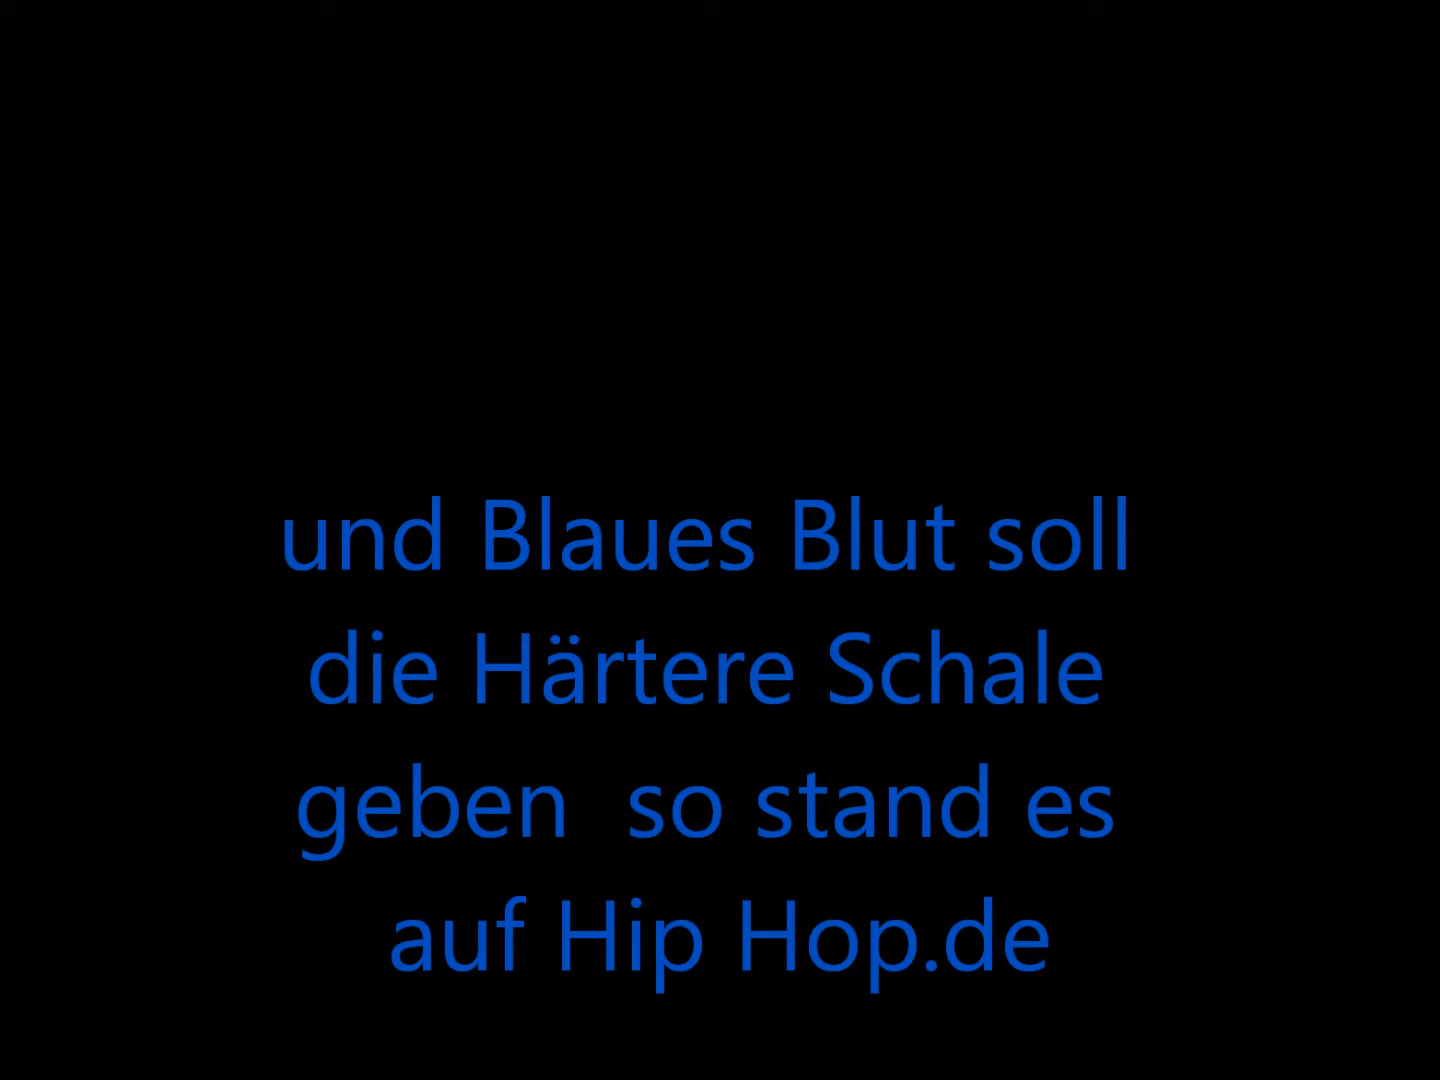 und Blaues Blut soll
die Härtere Schale
geben  so stand es
auf Hip Hop.de